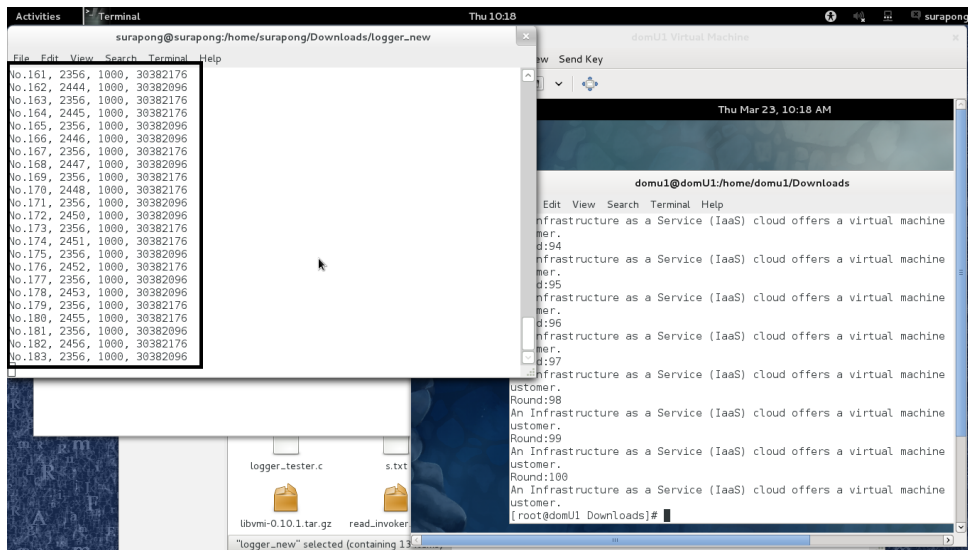 Activities
Terminal
Thu 10:18
surapong
surapong@surapong:/home/surapong/Downloads/logger_new
File Edit View Search Terminal Help
No.161, 2356, 1000, 30382176
No.162, 2444, 1000, 30382096
No.163, 2356, 1000, 30382176
No.164, 2445, 1000, 30382176
No.165, 2356, 1000, 30382096
No.166, 2446, 1000, 30382096
No.167, 2356, 1000, 30382176
No.168, 2447, 1000, 30382096
No.169, 2356, 1000, 30382096
No.170, 2448, 1000, 30382176
No.171, 2356, 1000, 30382096
No.172, 2450, 1000, 30382096
No.173, 2356, 1000, 30382176
No.174, 2451, 1000, 30382176
No.175, 2356, 1000, 30382096
No.176, 2452, 1000, 30382176
No.177, 2356, 1000, 30382096
No.178, 2453, 1000, 30382096
No.179, 2356, 1000, 30382176
No.180, 2455, 1000, 30382176
No.181, 2356, 1000, 30382096
No.182, 2456, 1000, 30382176
No.183, 2356, 1000, 30382096
domU1 Virtual Machine
ew Send Key
Thu Mar 23, 10:18 AM
domu1@domU1:/home/domu1/Downloads
Edit View Search Terminal Help
nfrastructure as a Service (IaaS) cloud offers a virtual machine
mer.
d:94
nfrastructure as a Service (IaaS) cloud offers a virtual machine
mer.
d:95
nfrastructure as a Service (IaaS) cloud offers a virtual machine
mer.
d:96
nfrastructure as a Service (IaaS) cloud offers a virtual machine
mer.
d:97
nfrastructure as a Service (IaaS) cloud offers a virtual machine
ustomer.
Round:98
An Infrastructure as a Service (IaaS) cloud offers a virtual machine
ustomer.
Round:99
An Infrastructure as a Service (IaaS) cloud offers a virtual machine
ustomer.
Round:100
An Infrastructure as a Service (IaaS) cloud offers a virtual machine
ustomer.
[root@domU1 Downloads]#
logger_tester.c
s.txt
libvmi-0.10.1.tar.gz
read_invoker.
"logger_new" selected (containing 13